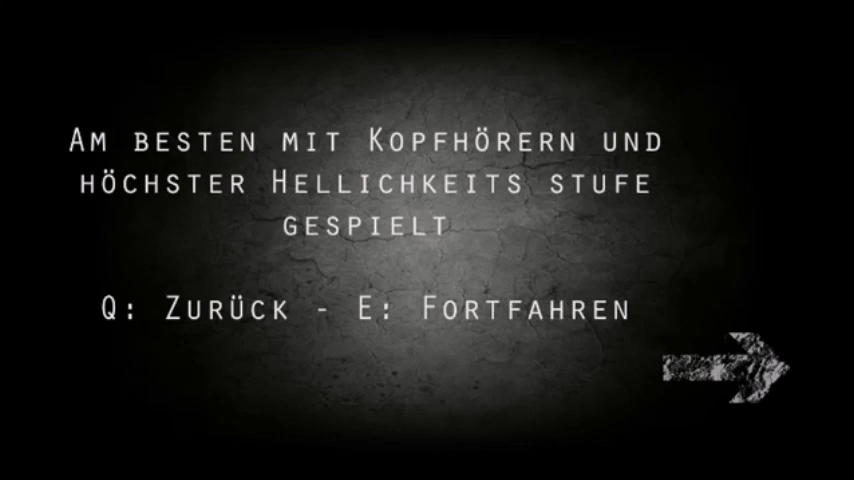 Am besten mit Kopfhörern und
höchster Hellichkeits stufe
gespielt
Q: Zurück - E: Fortfahren